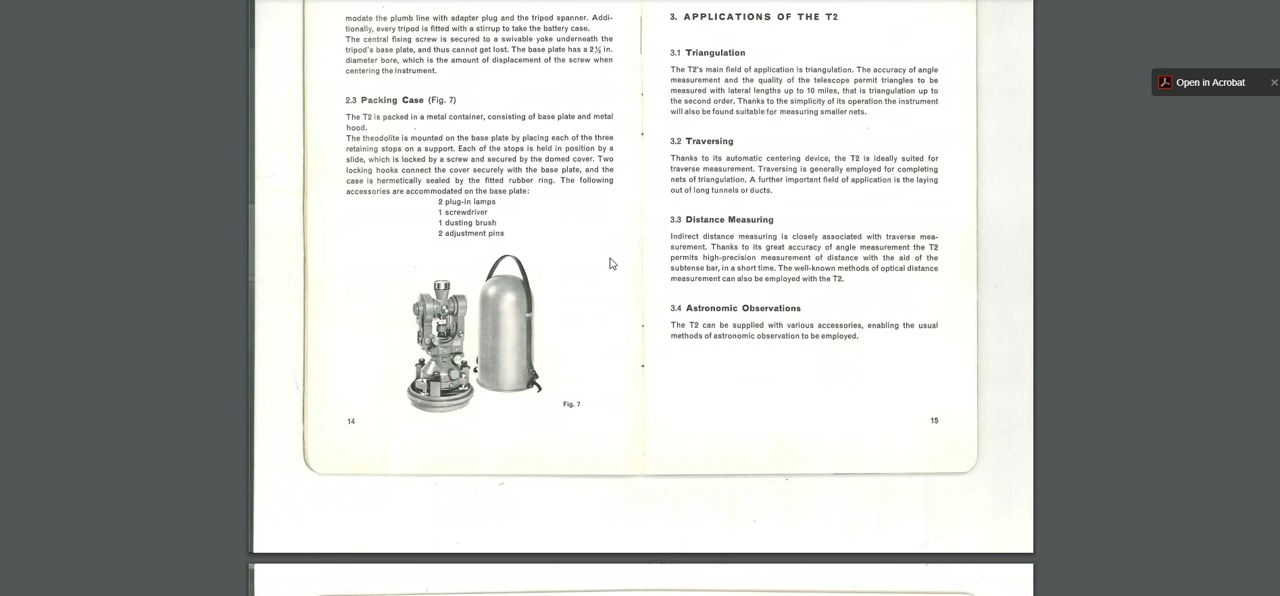 modate the plumb line with adapter plug and the tripod spanner. Addi-
tionally, every tripod is fitted with a stirrup to take the battery case.
The central fixing screw is secured to a swivable yoke underneath the
tripod's base plate, and thus cannot get lost. The base plate has a 2½ in.
diameter bore, which is the amount of displacement of the screw when
centering the instrument.
2.3 Packing Case (Fig. 7)
The T2 is packed in a metal container, consisting of base plate and metal
hood.
The theodolite is mounted on the base plate by placing each of the three
retaining stops on a support. Each of the stops is held in position by a
slide, which is locked by a screw and secured by the domed cover. Two
locking hooks connect the cover securely with the base plate, and the
case is hermetically sealed by the fitted rubber ring. The following
accessories are accommodated on the base plate:
2 plug-in lamps
1 screwdriver
1 dusting brush
2 adjustment pins
Fig. 7
14
3. APPLICATIONS OF THE T2
3.1 Triangulation
The T2's main field of application is triangulation. The accuracy of angle
measurement and the quality of the telescope permit triangles to be
measured with lateral lengths up to 10 miles, that is triangulation up to
the second order. Thanks to the simplicity of its operation the instrument
will also be found suitable for measuring smaller nets.
3.2 Traversing
Thanks to its automatic centering device, the T2 is ideally suited for
traverse measurement. Traversing is generally employed for completing
nets of triangulation. A further important field of application is the laying
out of long tunnels or ducts.
3.3 Distance Measuring
Indirect distance measuring is closely associated with traverse mea-
surement. Thanks to its great accuracy of angle measurement the T2
permits high-precision measurement of distance with the aid of the
subtense bar, in a short time. The well-known methods of optical distance
measurement can also be employed with the T2.
3.4 Astronomic Observations
The T2 can be supplied with various accessories, enabling the usual
methods of astronomic observation to be employed.
15
Open in Acrobat